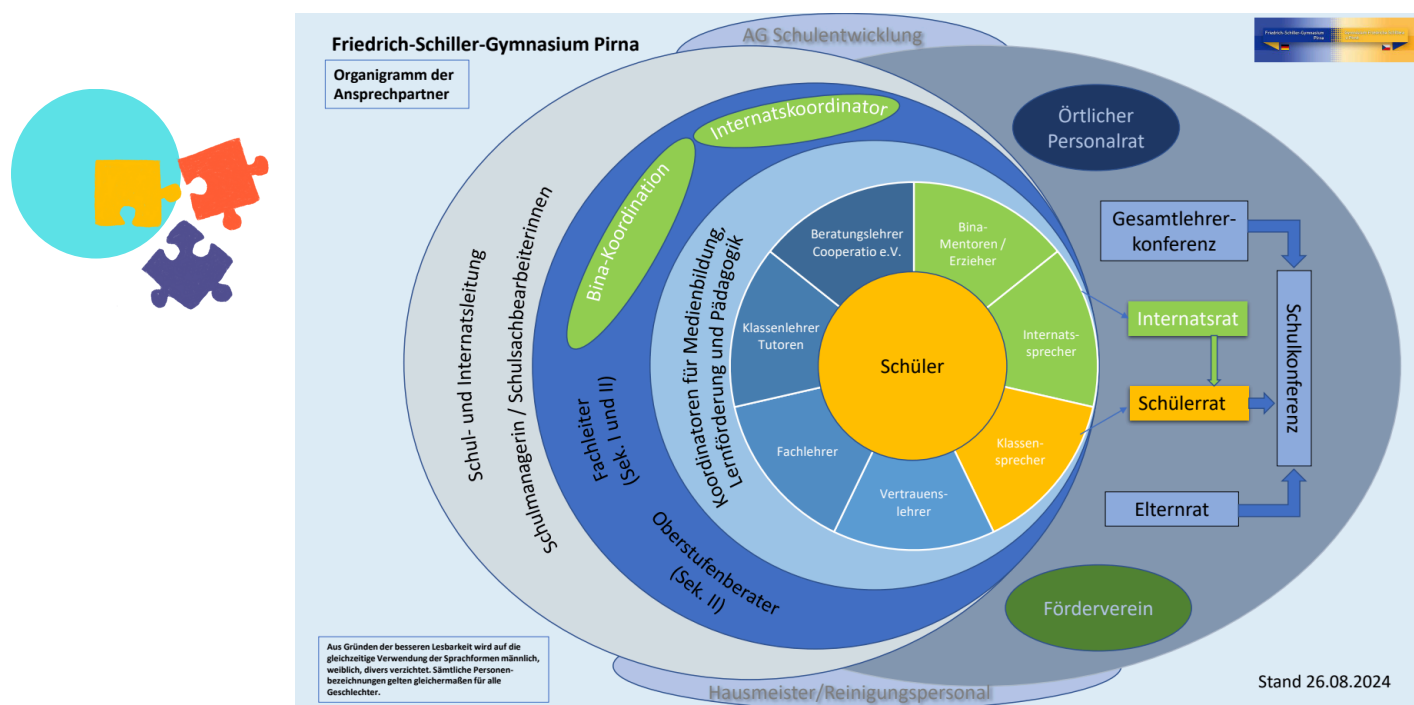 AG Schulentwicklung
Friedrich-Schiller-Gymnasium Pirna
Organigramm der
Ansprechpartner
Friedrich-Schiller-Gymnasium
Pirna
Internatskoordinator
Bina-Koordination
Örtlicher
Personalrat
Schul- und Internatsleitung
Schulmanagerin / Schulsachbearbeiterinnen
Fachleiter
(Sek. I und II)
Oberstufenberater
(Sek. II)
Koordinatoren für Medienbildung,
Lernförderung und Pädagogik
Beratungslehrer
Cooperatio e.V.
Bina-
Mentoren /
Erzieher
Klassenlehrer
Tutoren
Internats-
sprecher
Schüler
Fachlehrer
Klassen-
sprecher
Vertrauens-
lehrer
Gesamtlehrer-
konferenz
Internatsrat
Schülerrat
Schulkonferenz
Elternrat
Förderverein
Aus Gründen der besseren Lesbarkeit wird auf die
gleichzeitige Verwendung der Sprachformen männlich,
weiblich, divers verzichtet. Sämtliche Personen-
bezeichnungen gelten gleichermaßen für alle
Geschlechter.
Hausmeister/Reinigungspersonal
Stand 26.08.2024